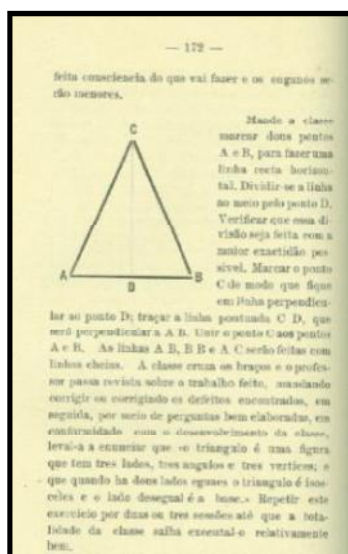 — 172 —
feita consciencia do que vai fazer e os enganos se-
rão menores.
Mande a classe
marcar dous pontos
A e B, para fazer uma
linha recta horizon-
tal. Dividir-se a linha
ao meio pelo ponto D.
Verificar que essa di-
visão seja feita com a
maior exactidão pos-
sivel. Marcar o ponto
C de modo que fique
em linha perpendicu-
lar ao ponto D; traçar a linha pontuada C D, que
será perpendicular a A B. Unir o ponto C aos pontos
A e B. As linhas A B, B B e A C serão feitas com
linhas cheias. A classe cruza os braços e o profes-
sor passa revista sobre o trabalho feito, mandando
corrigir ou corrigindo os defeitos encontrados, em
seguida, por meio de perguntas bem elaboradas, em
conformidade com o desenvolvimento da classe,
leval-a a enunciar que «o triangulo é uma figura
que tem tres lados, tres angulos e tres vertices; e
que quando ha dous lados eguaes o triangulo é isos-
celes e o lado desegual é a base.» Repetir este
exercicio por duas ou tres sessões até que a tota-
lidade da classe saiba executal-o relativamente
bem.
C
A
B
D